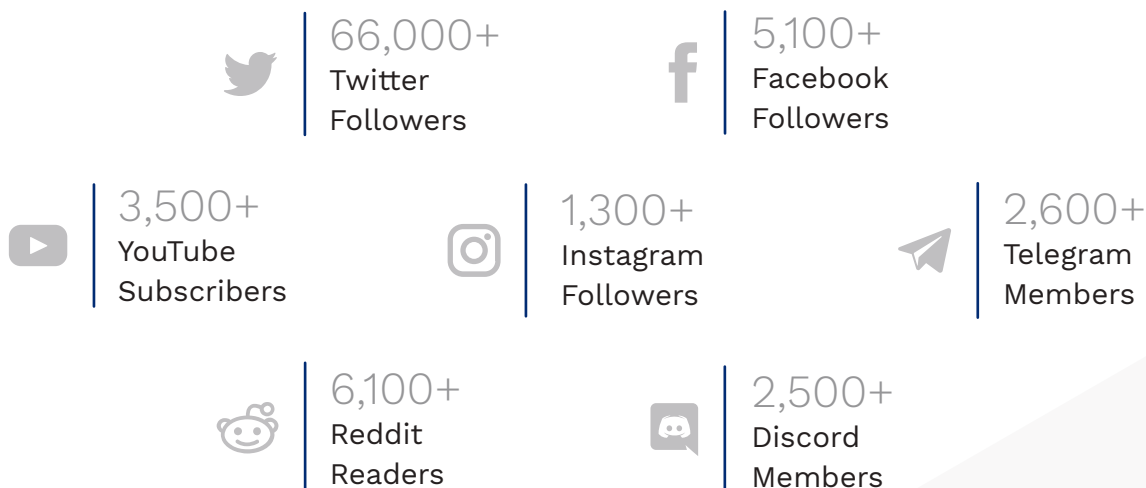 66,000+
Twitter
Followers
5,100+
Facebook
Followers
3,500+
YouTube
Subscribers
1,300+
Instagram
Followers
2,600+
Telegram
Members
6,100+
Reddit
Readers
2,500+
Discord
Members